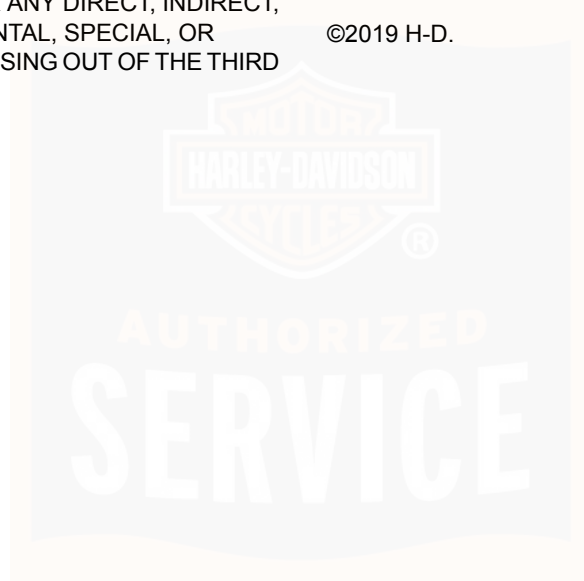 ANY DIRECT, INDIRECT,
NTAL, SPECIAL, OR
SING OUT OF THE THIRD
©2019 H-D.
MOTOR
HARLEY-DAVIDSON
CYCLES
®
AUTHORIZED
SERVICE